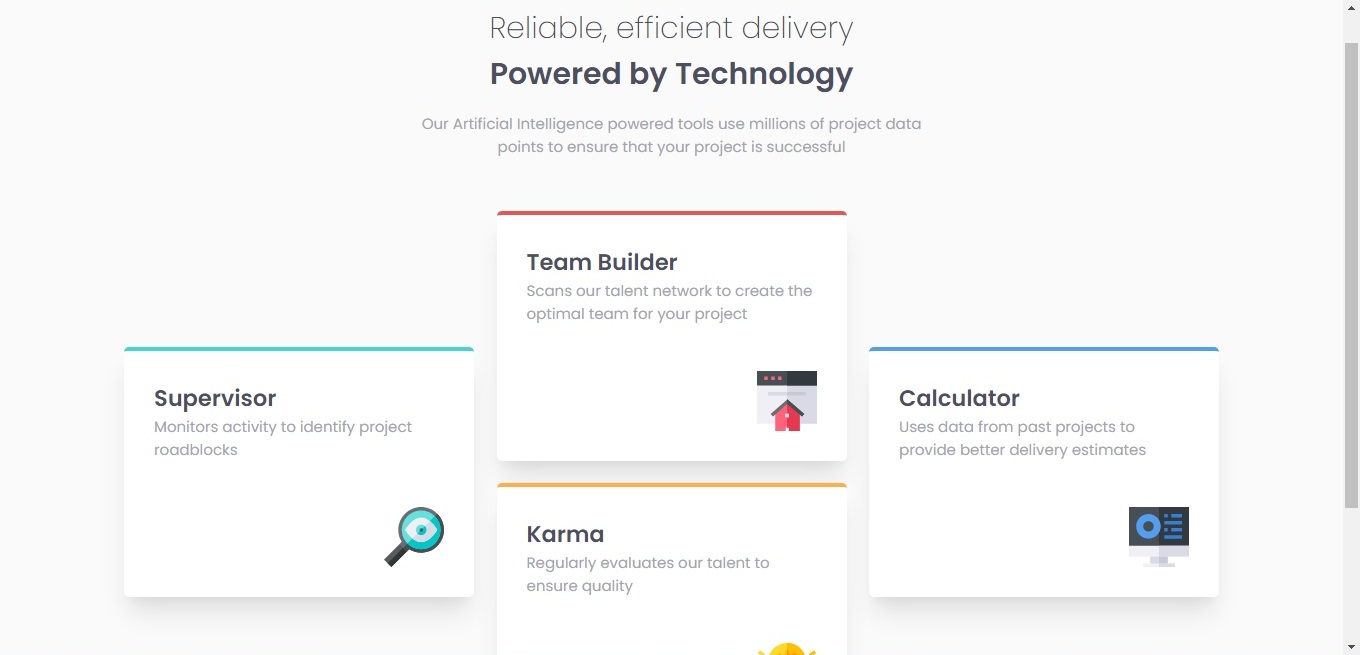 Reliable, efficient delivery
Powered by Technology
Our Artificial Intelligence powered tools use millions of project data
points to ensure that your project is successful
Team Builder
Scans our talent network to create the
optimal team for your project
Supervisor
Monitors activity to identify project
roadblocks
Calculator
Uses data from past projects to
provide better delivery estimates
Karma
Regularly evaluates our talent to
ensure quality